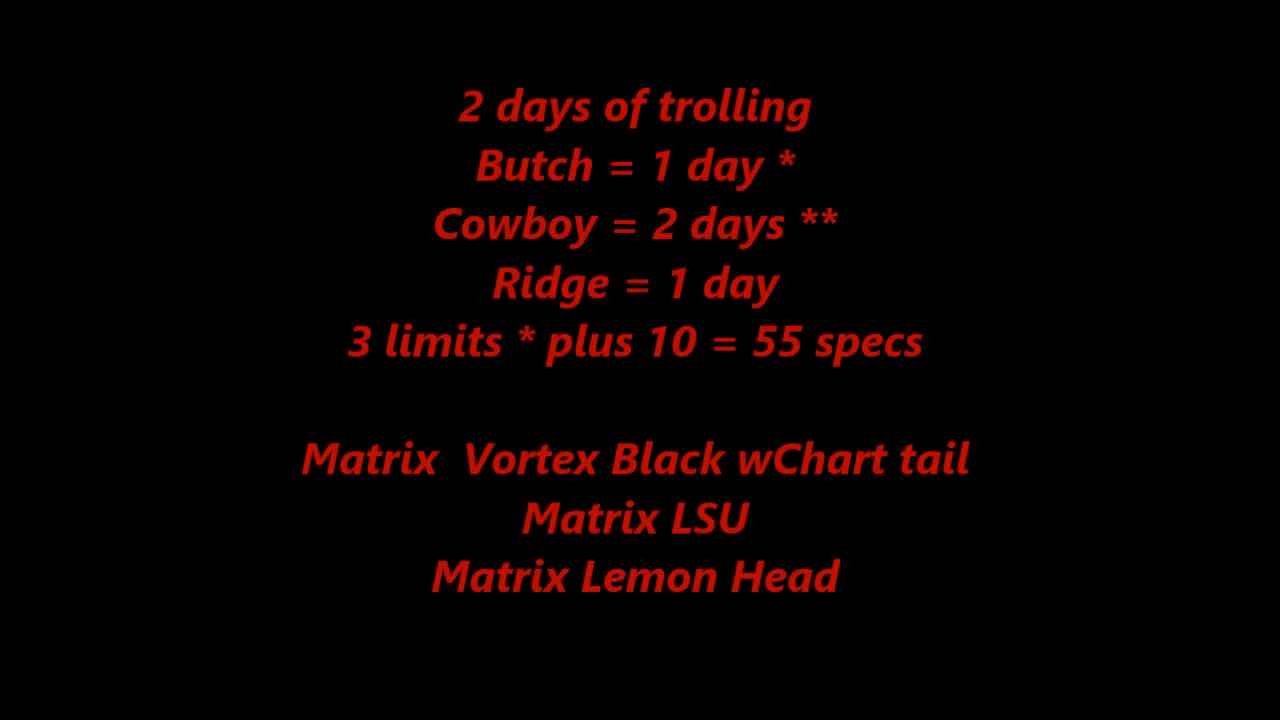 2 days of trolling
Butch = 1 day *
Cowboy = 2 days **
Ridge = 1 day
3 limits * plus 10 = 55 specs
Matrix  Vortex Black wChart tail
Matrix LSU
Matrix Lemon Head